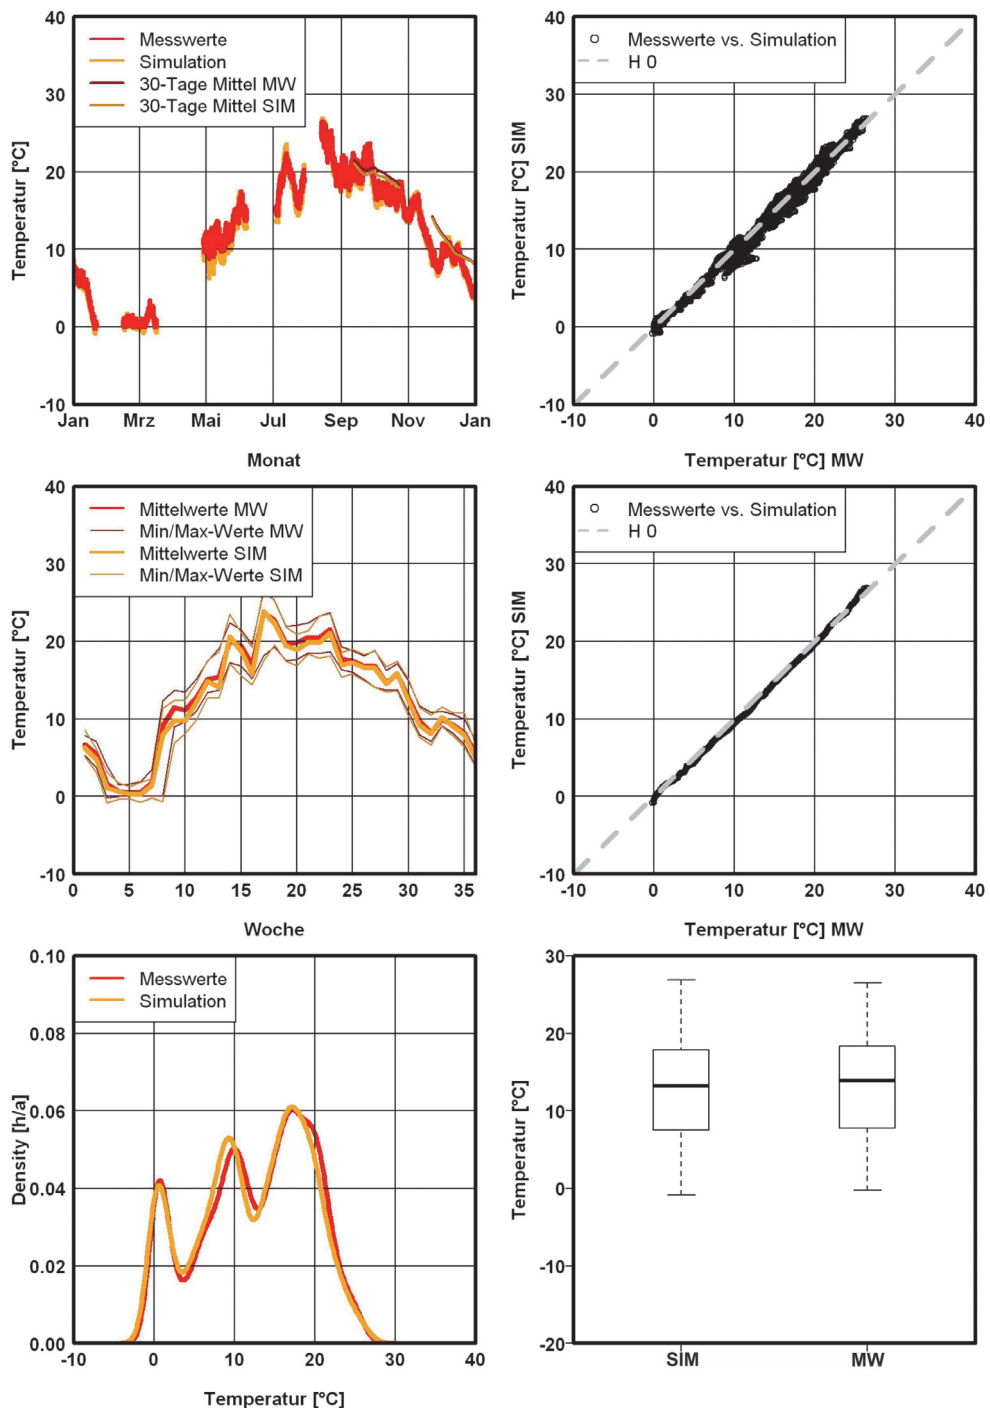 40
30
20
10
0
-10
Temperatur [°C]
Messwerte
Simulation
30-Tage Mittel MW
30-Tage Mittel SIM
Jan Mrz Mai Jul Sep Nov Jan
Monat
40
30
20
10
0
-10
Temperatur [°C] SIM
Messwerte vs. Simulation
H 0
-10 0 10 20 30 40
Temperatur [°C] MW
40
30
20
10
0
-10
Temperatur [°C]
Mittelwerte MW
Min/Max-Werte MW
Mittelwerte SIM
Min/Max-Werte SIM
0 5 10 15 20 25 30 35
Woche
40
30
20
10
0
-10
Temperatur [°C] SIM
Messwerte vs. Simulation
H 0
-10 0 10 20 30 40
Temperatur [°C] MW
0.10
0.08
0.06
0.04
0.02
0.00
Density [h/a]
Messwerte
Simulation
-10 0 10 20 30 40
Temperatur [°C]
30
20
10
0
-10
-20
Temperatur [°C]
SIM MW